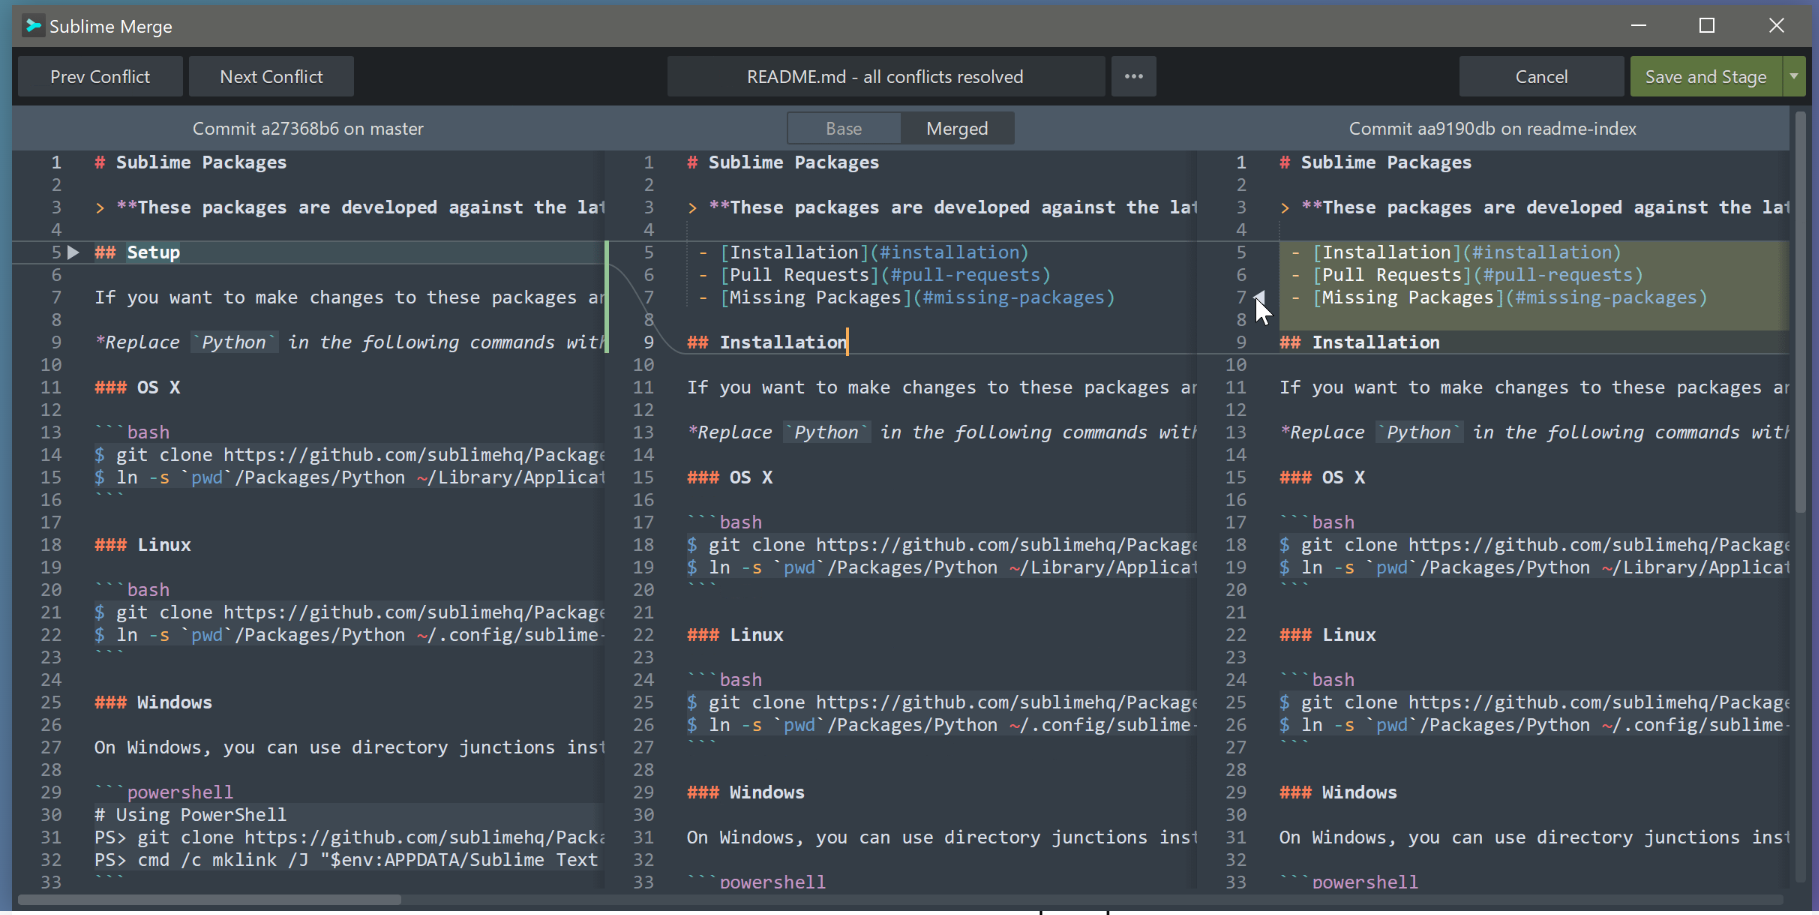 Sublime Merge
Prev Conflict
Next Conflict
README.md - all conflicts resolved
•••
Cancel
Save and Stage
Commit a27368b6 on master
Base
Merged
Commit aa9190db on readme-index
1 # Sublime Packages
2
3 > **These packages are developed against the lat
4
5 ## Setup
6
7 If you want to make changes to these packages ar
8
9 *Replace `Python` in the following commands with
10
11 ### OS X
12
13 ```bash
14 $ git clone https://github.com/sublimehq/Package
15 $ ln -s `pwd`/Packages/Python ~/Library/Applicat
16 ```
17
18 ### Linux
19
20 ```bash
21 $ git clone https://github.com/sublimehq/Package
22 $ ln -s `pwd`/Packages/Python ~/.config/sublime-
23 ```
24
25 ### Windows
26
27 On Windows, you can use directory junctions inst
28
29 ```powershell
30 # Using PowerShell
31 PS> git clone https://github.com/sublimehq/Packa
32 PS> cmd /c mklink /J "$env:APPDATA/Sublime Text
33 ```
1 # Sublime Packages
2
3 > **These packages are developed against the lat
4
5 - [Installation](#installation)
6 - [Pull Requests](#pull-requests)
7 - [Missing Packages](#missing-packages)
8
9 ## Installation
10
11 If you want to make changes to these packages ar
12
13 *Replace `Python` in the following commands with
14
15 ### OS X
16
17 ```bash
18 $ git clone https://github.com/sublimehq/Package
19 $ ln -s `pwd`/Packages/Python ~/Library/Applicat
20 ```
21
22 ### Linux
23
24 ```bash
25 $ git clone https://github.com/sublimehq/Package
26 $ ln -s `pwd`/Packages/Python ~/.config/sublime-
27 ```
28
29 ### Windows
30
31 On Windows, you can use directory junctions inst
32
33 ```powershell
1 # Sublime Packages
2
3 > **These packages are developed against the lat
4
5 - [Installation](#installation)
6 - [Pull Requests](#pull-requests)
7 - [Missing Packages](#missing-packages)
8
9 ## Installation
10
11 If you want to make changes to these packages ar
12
13 *Replace `Python` in the following commands with
14
15 ### OS X
16
17 ```bash
18 $ git clone https://github.com/sublimehq/Package
19 $ ln -s `pwd`/Packages/Python ~/Library/Applicat
20 ```
21
22 ### Linux
23
24 ```bash
25 $ git clone https://github.com/sublimehq/Package
26 $ ln -s `pwd`/Packages/Python ~/.config/sublime-
27 ```
28
29 ### Windows
30
31 On Windows, you can use directory junctions inst
32
33 ```powershell